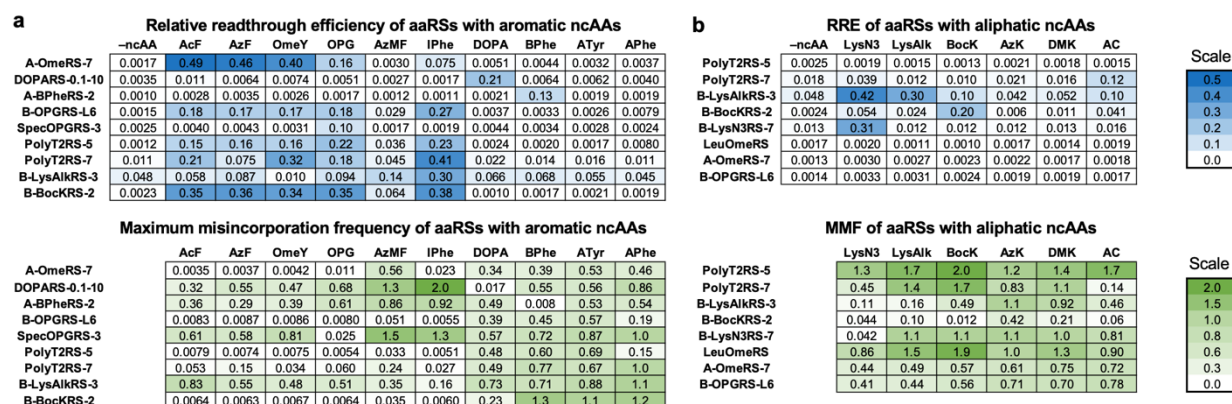 a
Relative readthrough efficiency of aaRSs with aromatic ncAAs
–ncAA AcF AzF OmeY OPG AzMF IPhe DOPA BPhe ATyr APhe
A-OmeRS-7 0.0017 0.49 0.46 0.40 0.16 0.0030 0.075 0.0051 0.0044 0.0032 0.0037
DOPARS-0.1-10 0.0035 0.011 0.0064 0.0074 0.0051 0.0027 0.0017 0.21 0.0064 0.0062 0.0040
A-BPheRS-2 0.0010 0.0028 0.0035 0.0026 0.0017 0.0012 0.0011 0.0021 0.13 0.0019 0.0019
B-OPGRS-L6 0.0015 0.18 0.17 0.17 0.18 0.029 0.27 0.0037 0.0033 0.0026 0.0079
SpecOPGRS-3 0.0025 0.0040 0.0043 0.0031 0.10 0.0017 0.0019 0.0044 0.0034 0.0028 0.0024
PolyT2RS-5 0.0012 0.15 0.16 0.16 0.22 0.036 0.23 0.0024 0.0020 0.0017 0.0080
PolyT2RS-7 0.011 0.21 0.075 0.32 0.18 0.045 0.41 0.022 0.014 0.016 0.011
B-LysAlkRS-3 0.048 0.058 0.087 0.010 0.094 0.14 0.30 0.066 0.068 0.055 0.045
B-BocKRS-2 0.0023 0.35 0.36 0.34 0.35 0.064 0.38 0.0010 0.0017 0.0021 0.0019
Maximum misincorporation frequency of aaRSs with aromatic ncAAs
AcF AzF OmeY OPG AzMF IPhe DOPA BPhe ATyr APhe
A-OmeRS-7 0.0035 0.0037 0.0042 0.011 0.56 0.023 0.34 0.39 0.53 0.46
DOPARS-0.1-10 0.32 0.55 0.47 0.68 1.3 2.0 0.017 0.55 0.56 0.86
A-BPheRS-2 0.36 0.29 0.39 0.61 0.86 0.92 0.49 0.008 0.53 0.54
B-OPGRS-L6 0.0083 0.0087 0.0086 0.0080 0.051 0.0055 0.39 0.45 0.57 0.19
SpecOPGRS-3 0.61 0.58 0.81 0.025 1.5 1.3 0.57 0.72 0.87 1.0
PolyT2RS-5 0.0079 0.0074 0.0075 0.0054 0.033 0.0051 0.48 0.60 0.69 0.15
PolyT2RS-7 0.053 0.15 0.034 0.060 0.24 0.027 0.49 0.77 0.67 1.0
B-LysAlkRS-3 0.83 0.55 0.48 0.51 0.35 0.16 0.73 0.71 0.88 1.1
B-BocKRS-2 0.0064 0.0063 0.0067 0.0064 0.035 0.0060 0.23 1.3 1.1 1.2
b
RRE of aaRSs with aliphatic ncAAs
–ncAA LysN3 LysAlk BocK AzK DMK AC
PolyT2RS-5 0.0025 0.0019 0.0015 0.0013 0.0021 0.0018 0.0015
PolyT2RS-7 0.018 0.039 0.012 0.010 0.021 0.016 0.12
B-LysAlkRS-3 0.048 0.42 0.30 0.10 0.042 0.052 0.10
B-BocKRS-2 0.0024 0.054 0.024 0.20 0.006 0.011 0.041
B-LysN3RS-7 0.013 0.31 0.012 0.012 0.012 0.013 0.016
LeuOmeRS 0.0017 0.0020 0.0011 0.0010 0.0017 0.0014 0.0019
A-OmeRS-7 0.0013 0.0030 0.0027 0.0023 0.0022 0.0017 0.0018
B-OPGRS-L6 0.0014 0.0033 0.0031 0.0024 0.0019 0.0019 0.0017
MMF of aaRSs with aliphatic ncAAs
LysN3 LysAlk BocK AzK DMK AC
PolyT2RS-5 1.3 1.7 2.0 1.2 1.4 1.7
PolyT2RS-7 0.45 1.4 1.7 0.83 1.1 0.14
B-LysAlkRS-3 0.11 0.16 0.49 1.1 0.92 0.46
B-BocKRS-2 0.044 0.10 0.012 0.42 0.21 0.06
B-LysN3RS-7 0.042 1.1 1.1 1.1 1.0 0.81
LeuOmeRS 0.86 1.5 1.9 1.0 1.3 0.90
A-OmeRS-7 0.44 0.49 0.57 0.61 0.75 0.72
B-OPGRS-L6 0.41 0.44 0.56 0.71 0.70 0.78
Scale
0.5
0.4
0.3
0.2
0.1
0.0
Scale
2.0
1.5
1.0
0.8
0.6
0.3
0.0